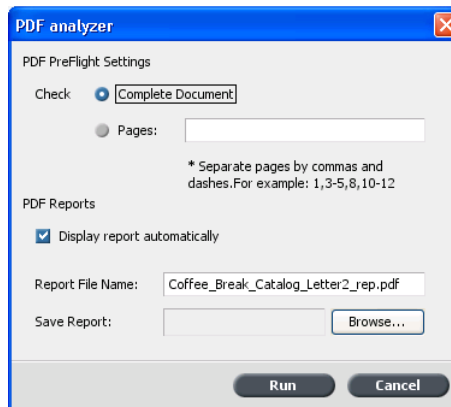 PDF analyzer
PDF PreFlight Settings
Check Complete Document
Pages:
* Separate pages by commas and
dashes.For example: 1,3-5,8,10-12
PDF Reports
Display report automatically
Report File Name: Coffee_Break_Catalog_Letter2_rep.pdf
Save Report: Browse...
Run Cancel